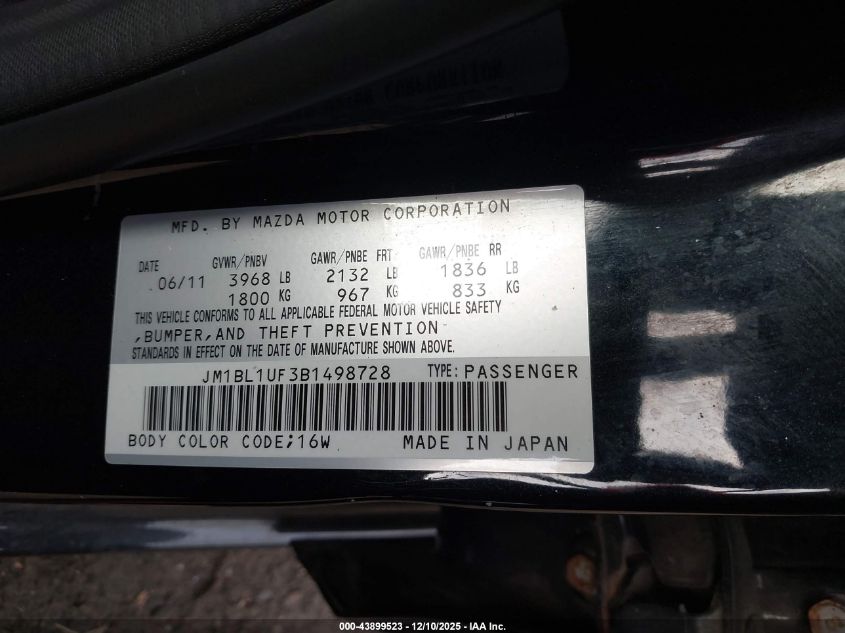 MFD. BY MAZDA MOTOR CORPORATION
DATE GVWR/PNBV GAWR/PNBE FRT GAWR/PNBE RR
06/11 3968 LB 2132 LB 1836 LB
1800 KG 967 KG 833 KG
THIS VEHICLE CONFORMS TO ALL APPLICABLE FEDERAL MOTOR VEHICLE SAFETY
,BUMPER,AND THEFT PREVENTION
STANDARDS IN EFFECT ON THE DATE OF MANUFACTURE SHOWN ABOVE.
JM1BL1UF3B1498728 TYPE: PASSENGER
BODY COLOR CODE;16W MADE IN JAPAN
000-43899523 - 12/10/2025 - IAA Inc.